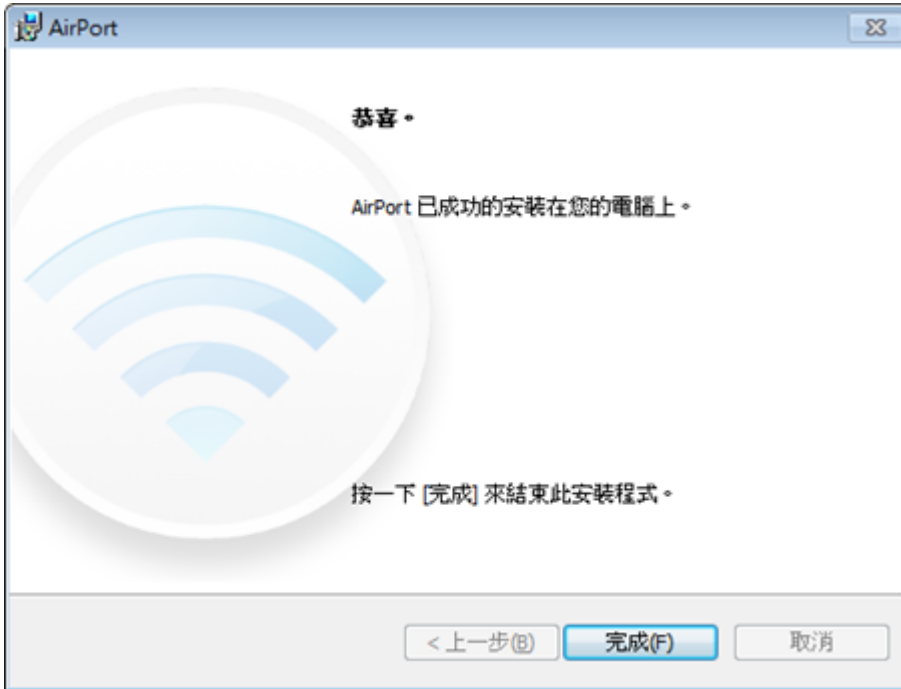 AirPort
恭喜。
AirPort 已成功的安裝在您的電腦上。
按一下 [完成] 來結束此安裝程式。
< 上一步(B)
完成(F)
取消